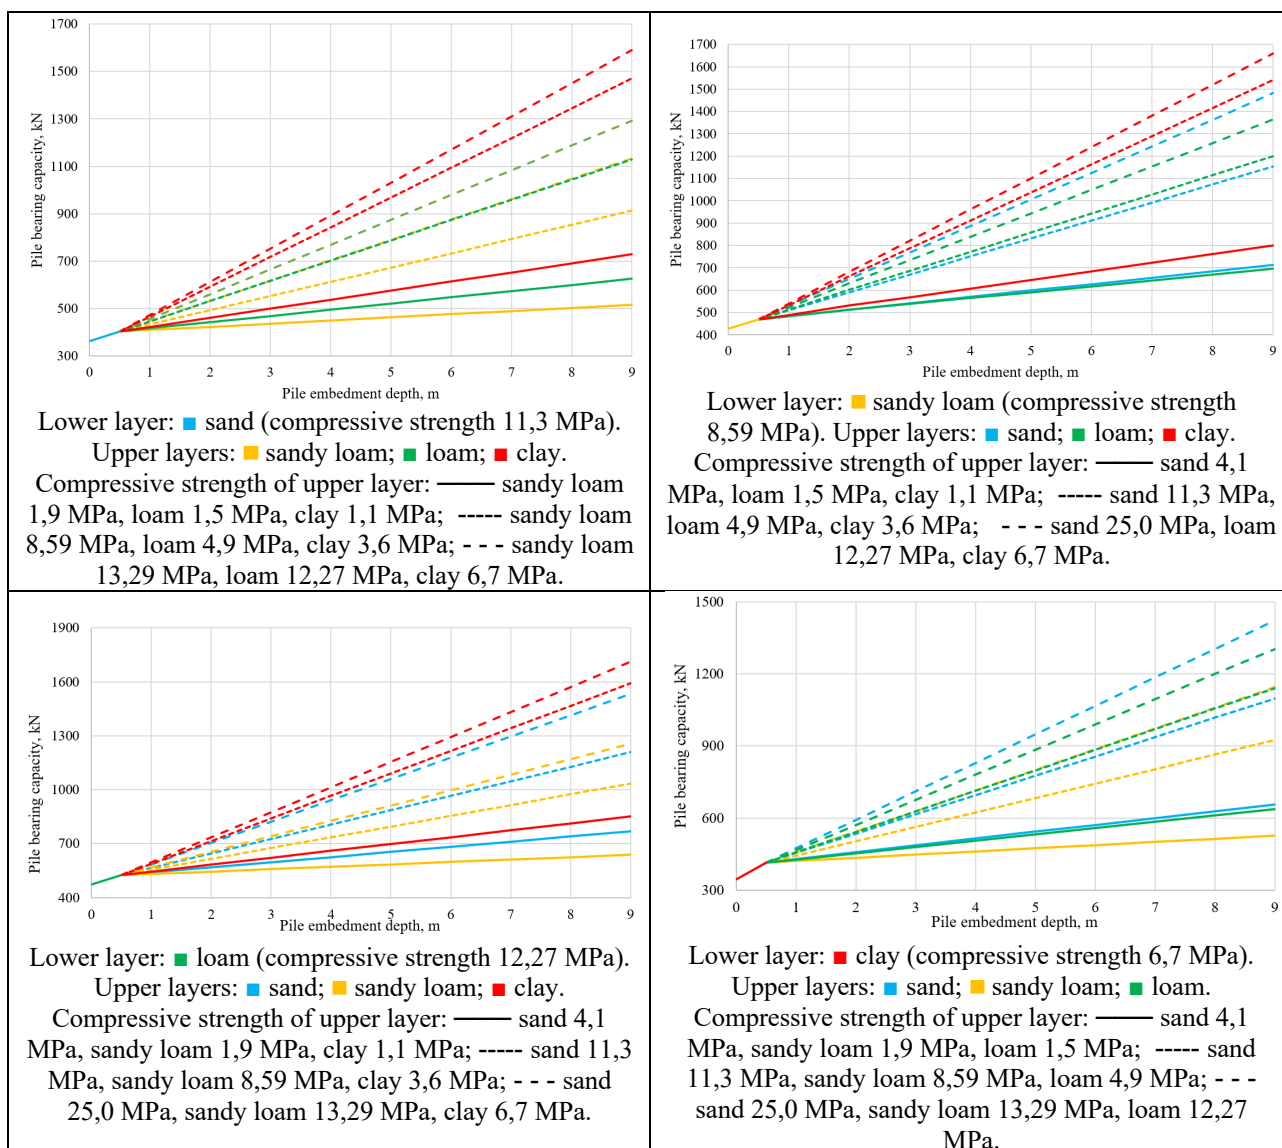 1700
1500
1300
1100
900
700
500
300
Pile bearing capacity, kN
0 1 2 3 4 5 6 7 8 9
Pile embedment depth, m
Lower layer: ■ sand (compressive strength 11,3 MPa).
Upper layers: ■ sandy loam; ■ loam; ■ clay.
Compressive strength of upper layer: —— sandy loam
1,9 MPa, loam 1,5 MPa, clay 1,1 MPa; ----- sandy loam
8,59 MPa, loam 4,9 MPa, clay 3,6 MPa; - - - sandy loam
13,29 MPa, loam 12,27 MPa, clay 6,7 MPa.
1700
1600
1500
1400
1300
1200
1100
1000
900
800
700
600
500
400
Pile bearing capacity, kN
0 1 2 3 4 5 6 7 8 9
Pile embedment depth, m
Lower layer: ■ sandy loam (compressive strength
8,59 MPa). Upper layers: ■ sand; ■ loam; ■ clay.
Compressive strength of upper layer: —— sand 4,1
MPa, loam 1,5 MPa, clay 1,1 MPa; ----- sand 11,3 MPa,
loam 4,9 MPa, clay 3,6 MPa; - - - sand 25,0 MPa, loam
12,27 MPa, clay 6,7 MPa.
1900
1600
1300
1000
700
400
Pile bearing capacity, kN
0 1 2 3 4 5 6 7 8 9
Pile embedment depth, m
Lower layer: ■ loam (compressive strength 12,27 MPa).
Upper layers: ■ sand; ■ sandy loam; ■ clay.
Compressive strength of upper layer: —— sand 4,1
MPa, sandy loam 1,9 MPa, clay 1,1 MPa; ----- sand 11,3
MPa, sandy loam 8,59 MPa, clay 3,6 MPa; - - - sand
25,0 MPa, sandy loam 13,29 MPa, clay 6,7 MPa.
1500
1200
900
600
300
Pile bearing capacity, kN
0 1 2 3 4 5 6 7 8 9
Pile embedment depth, m
Lower layer: ■ clay (compressive strength 6,7 MPa).
Upper layers: ■ sand; ■ sandy loam; ■ loam.
Compressive strength of upper layer: —— sand 4,1
MPa, sandy loam 1,9 MPa, loam 1,5 MPa; ----- sand
11,3 MPa, sandy loam 8,59 MPa, loam 4,9 MPa; - - -
sand 25,0 MPa, sandy loam 13,29 MPa, loam 12,27
MPa.